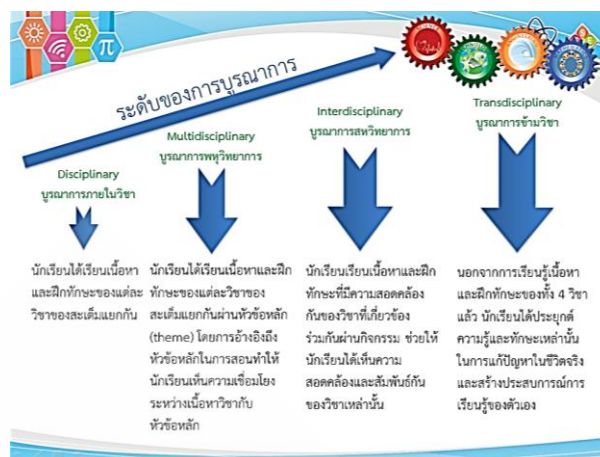 ระดับของการบูรณาการ
Disciplinary
บูรณาการภายในวิชา
นักเรียนได้เรียนเนื้อหา
และฝึกทักษะของแต่ละ
วิชาของสะเต็มแยกกัน
Multidisciplinary
บูรณาการพหุวิทยาการ
นักเรียนได้เรียนเนื้อหาและฝึก
ทักษะของแต่ละวิชาของ
สะเต็มแยกกันผ่านหัวข้อหลัก
(theme) โดยการอ้างอิงถึง
หัวข้อหลักในการสอนทำให้
นักเรียนเห็นความเชื่อมโยง
ระหว่างเนื้อหาวิชากับ
หัวข้อหลัก
Interdisciplinary
บูรณาการสหวิทยาการ
นักเรียนเรียนเนื้อหาและฝึก
ทักษะที่มีความสอดคล้อง
กันของวิชาที่เกี่ยวข้อง
ร่วมกันผ่านกิจกรรม ช่วยให้
นักเรียนได้เห็นความ
สอดคล้องและสัมพันธ์กัน
ของวิชาเหล่านั้น
Transdisciplinary
บูรณาการข้ามวิชา
นอกจากการเรียนรู้เนื้อหา
และฝึกทักษะของทั้ง 4 วิชา
แล้ว นักเรียนได้ประยุกต์
ความรู้และทักษะเหล่านั้น
ในการแก้ปัญหาในชีวิตจริง
และสร้างประสบการณ์การ
เรียนรู้ของตัวเอง
π